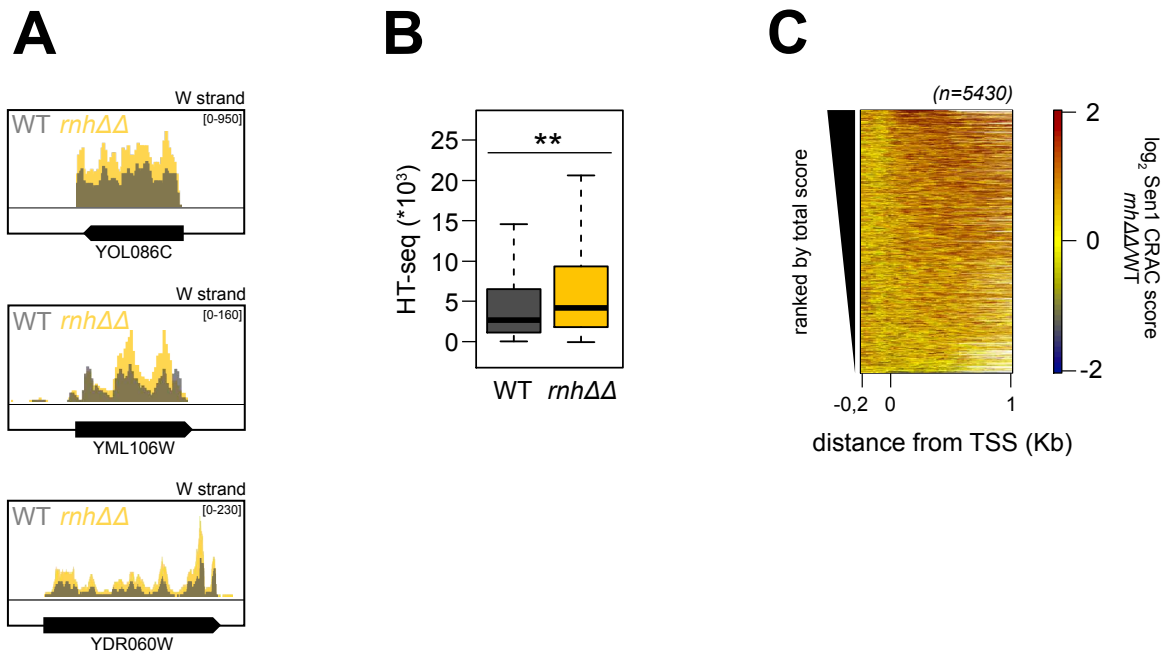 A
W strand
WT rnhΔΔ
[0-950]
YOL086C
W strand
WT rnhΔΔ
[0-160]
YML106W
W strand
WT rnhΔΔ
[0-230]
YDR060W
B
HT-seq (*10³)
25
20
15
10
5
0
**
WT rnhΔΔ
C
(n=5430)
ranked by total score
-0,2 0 1
distance from TSS (Kb)
2
0
-2
log₂ Sen1 CRAC score
rnhΔΔ/WT